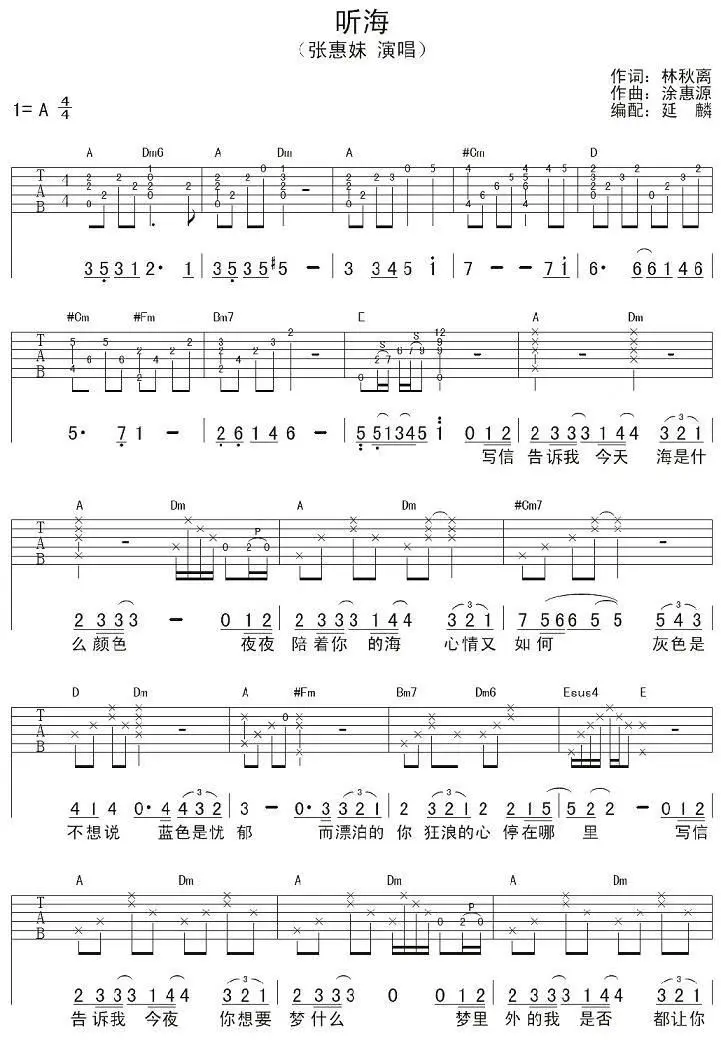 听海
（张惠妹 演唱）
作词：林秋离
作曲：涂惠源
编配：延 麟
1= A 4/4
A Dm6 A Dm A #Cm D
3 5 3 1 2· 1 3 5 3 5 #5 - 3 3 4 5 i 7 - - 7 i 6· 6 6 1 4 6
#Cm #Fm Bm7 E A Dm
5· 7 1 - 2 6 1 4 6 - 5 5 1 3 4 5 1 0 1 2 2 3 3 3 1 4 4 3 2 1
写信 告诉我 今天 海是什
A Dm A Dm #Cm7
2 3 3 3 - 0 1 2 2 3 3 3 1 4 4 3 2 1 7 5 6 6 5 5 5 4 3
么颜色 夜夜 陪着你 的海 心情又 如何 灰色是
D Dm A #Fm Bm7 Dm6 Esus4 E
4 1 4 0· 4 4 3 2 3 - 0· 3 3 2 1 2 3 2 1 2 2 1 5 5 2 2 - 0 1 2
不想说 蓝色是忧 郁 而漂泊的 你 狂浪的心 停在哪 里 写信
A Dm A Dm A Dm
2 3 3 3 1 4 4 3 2 1 2 3 3 3 0 0 1 2 2 3 3 3 1 4 4 3 2 1
告诉我 今夜 你想要 梦什么 梦里 外的我 是否 都让你